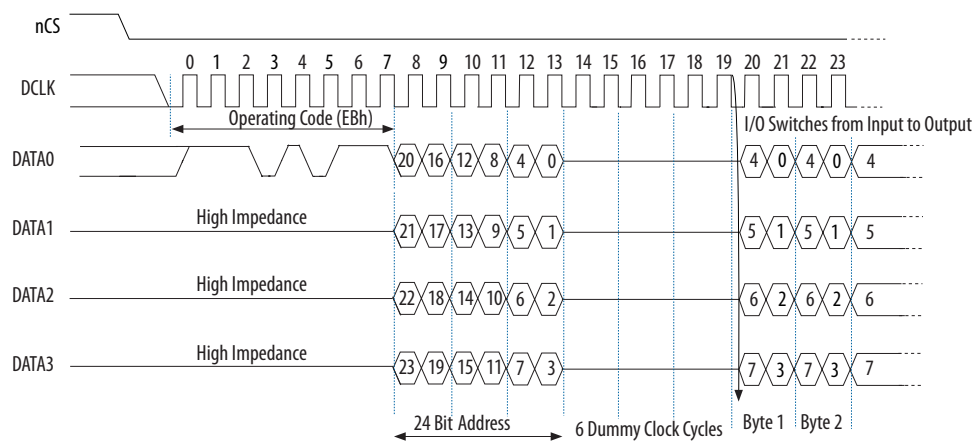 nCS
0 1 2 3 4 5 6 7 8 9 10 11 12 13 14 15 16 17 18 19 20 21 22 23
DCLK
Operating Code (EBh)
I/O Switches from Input to Output
DATA0
20 16 12 8 4 0 4 0 4 0 4
DATA1
High Impedance
21 17 13 9 5 1 5 1 5 1 5
DATA2
High Impedance
22 18 14 10 6 2 6 2 6 2 6
DATA3
High Impedance
23 19 15 11 7 3 7 3 7 3 7
24 Bit Address
6 Dummy Clock Cycles
Byte 1
Byte 2